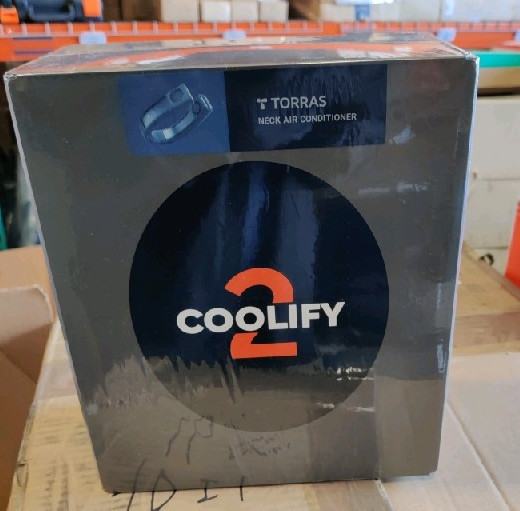 TORRAS
NECK AIR CONDITIONER
2
COOLIFY